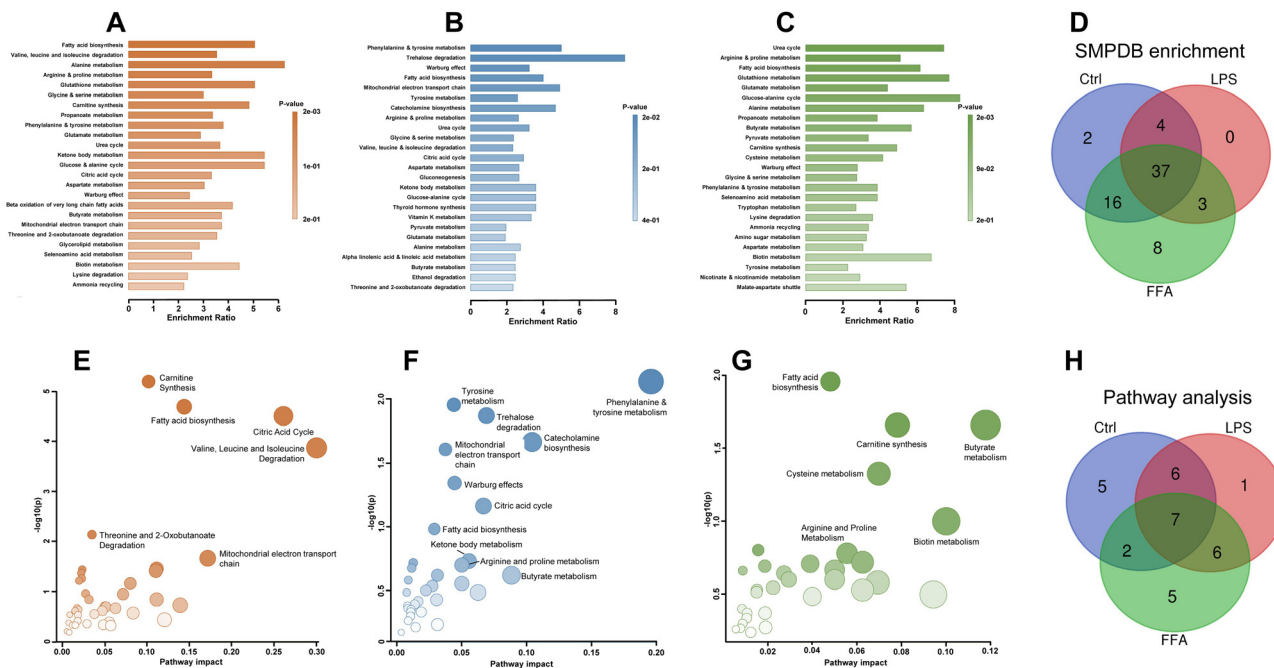 A
Fatty acid biosynthesis
Valine, leucine and isoleucine degradation
Alanine metabolism
Arginine & proline metabolism
Glutathione metabolism
Glycine & serine metabolism
Carnitine synthesis
Propanoate metabolism
Phenylalanine & tyrosine metabolism
Glutamate metabolism
Urea cycle
Ketone body metabolism
Glucose & alanine cycle
Citric acid cycle
Aspartate metabolism
Warburg effect
Beta oxidation of very long chain fatty acids
Butyrate metabolism
Mitochondrial electron transport chain
Threonine and 2-oxobutanoate degradation
Glycerolipid metabolism
Selenoamino acid metabolism
Biotin metabolism
Lysine degradation
Ammonia recycling
0 1 2 3 4 5 6
Enrichment Ratio
P-value
2e-03
1e-01
2e-01
B
Phenylalanine & tyrosine metabolism
Trehalose degradation
Warburg effect
Fatty acid biosynthesis
Mitochondrial electron transport chain
Tyrosine metabolism
Catecholamine biosynthesis
Arginine & proline metabolism
Urea cycle
Glycine & serine metabolism
Valine, leucine & isoleucine degradation
Citric acid cycle
Aspartate metabolism
Gluconeogenesis
Ketone body metabolism
Glucose-alanine cycle
Thyroid hormone synthesis
Vitamin K metabolism
Pyruvate metabolism
Glutamate metabolism
Alanine metabolism
Alpha linolenic acid & linoleic acid metabolism
Butyrate metabolism
Ethanol degradation
Threonine and 2-oxobutanoate degradation
0 2 4 6 8
Enrichment Ratio
P-value
2e-02
2e-01
4e-01
C
Urea cycle
Arginine & proline metabolism
Fatty acid biosynthesis
Glutathione metabolism
Glutamate metabolism
Glucose-alanine cycle
Alanine metabolism
Propanoate metabolism
Butyrate metabolism
Pyruvate metabolism
Carnitine synthesis
Cysteine metabolism
Warburg effect
Glycine & serine metabolism
Phenylalanine & tyrosine metabolism
Selenoamino acid metabolism
Tryptophan metabolism
Lysine degradation
Ammonia recycling
Amino sugar metabolism
Aspartate metabolism
Biotin metabolism
Tyrosine metabolism
Nicotinate & nicotinamide metabolism
Malate-aspartate shuttle
0 2 4 6 8
Enrichment Ratio
P-value
2e-03
9e-02
2e-01
D
SMPDB enrichment
Ctrl
LPS
2
4
0
37
16
3
8
FFA
E
Carnitine
Synthesis
Fatty acid biosynthesis
Citric Acid Cycle
Valine, Leucine and Isoleucine
Degradation
Threonine and 2-Oxobutanoate
Degradation
Mitochondrial electron transport
chain
-log10(p)
5
4
3
2
1
0
0.00 0.05 0.10 0.15 0.20 0.25 0.30
Pathway impact
F
Tyrosine
metabolism
Trehalose
degradation
Phenylalanine &
tyrosine metabolism
Mitochondrial
electron transport
chain
Catecholamine
biosynthesis
Warburg effects
Citric acid cycle
Fatty acid biosynthesis
Ketone body metabolism
Arginine and proline metabolism
Butyrate metabolism
-log10(p)
2.0
1.5
1.0
0.5
0
0.00 0.05 0.10 0.15 0.20
Pathway impact
G
Fatty acid
biosynthesis
Carnitine synthesis
Butyrate
metabolism
Cysteine metabolism
Arginine and Proline
Metabolism
Biotin metabolism
-log10(p)
2.0
1.5
1.0
0.5
0.02 0.04 0.06 0.08 0.10 0.12
Pathway impact
H
Pathway analysis
Ctrl
LPS
5
6
1
7
2
6
5
FFA